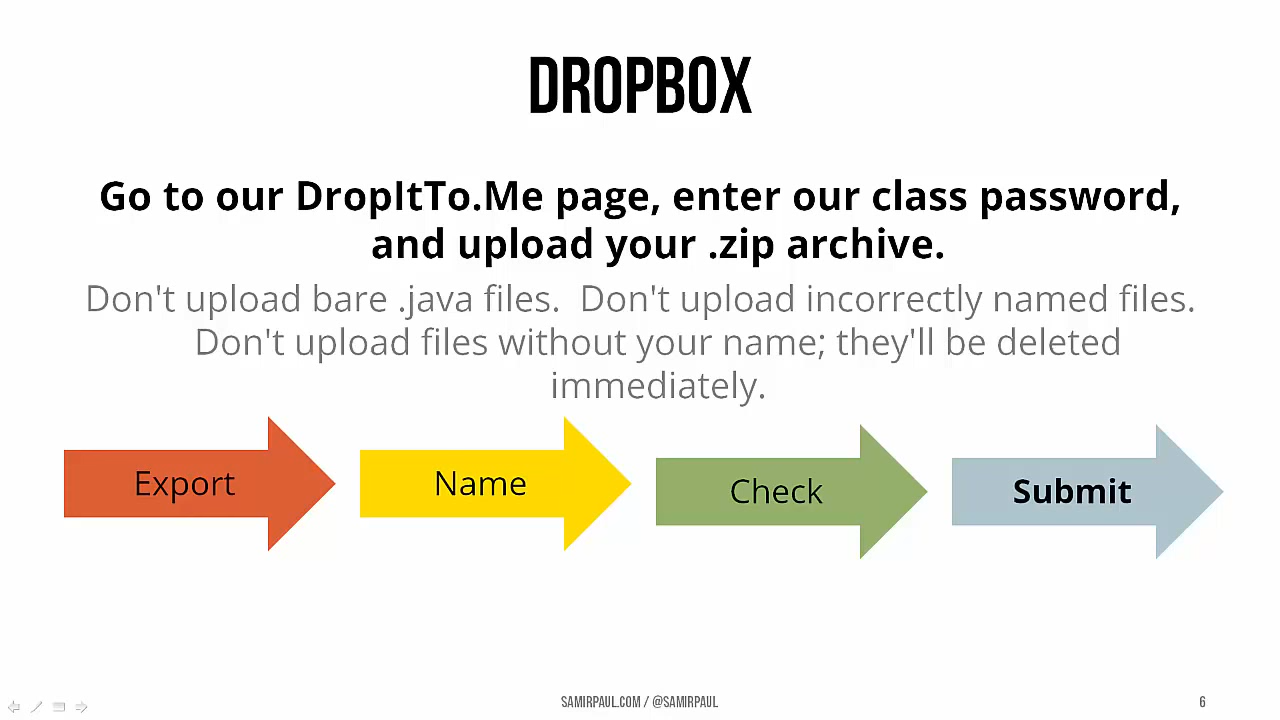 DROPBOX
Go to our DropItTo.Me page, enter our class password,
and upload your .zip archive.
Don't upload bare .java files.  Don't upload incorrectly named files.
Don't upload files without your name; they'll be deleted
immediately.
Export
Name
Check
Submit
SAMIRPAUL.COM / @SAMIRPAUL
6